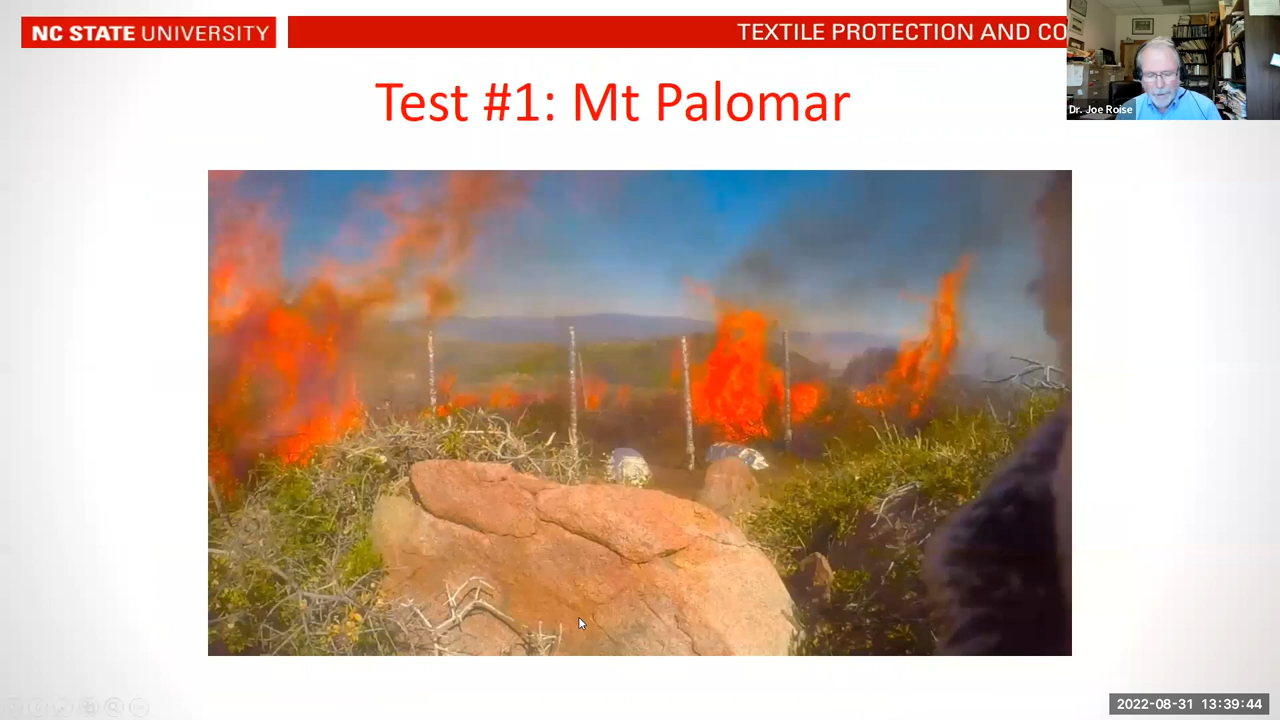 NC STATE UNIVERSITY
TEXTILE PROTECTION AND CO
Test #1: Mt Palomar
Dr. Joe Roise
2022-08-31 13:39:44